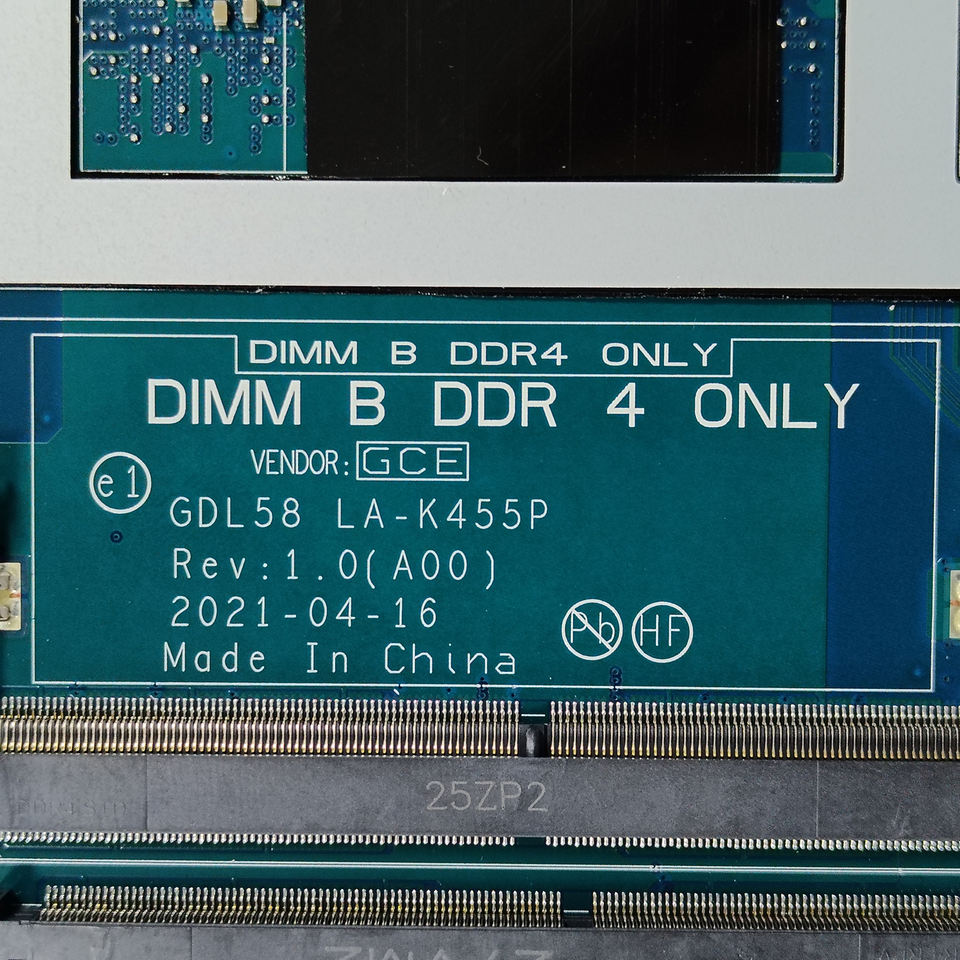 DIMM B DDR4 ONLY
DIMM B DDR 4 ONLY
VENDOR: GCE
e1
GDL58 LA-K455P
Rev:1.0(A00)
2021-04-16
Pb HF
Made In China
25ZP2